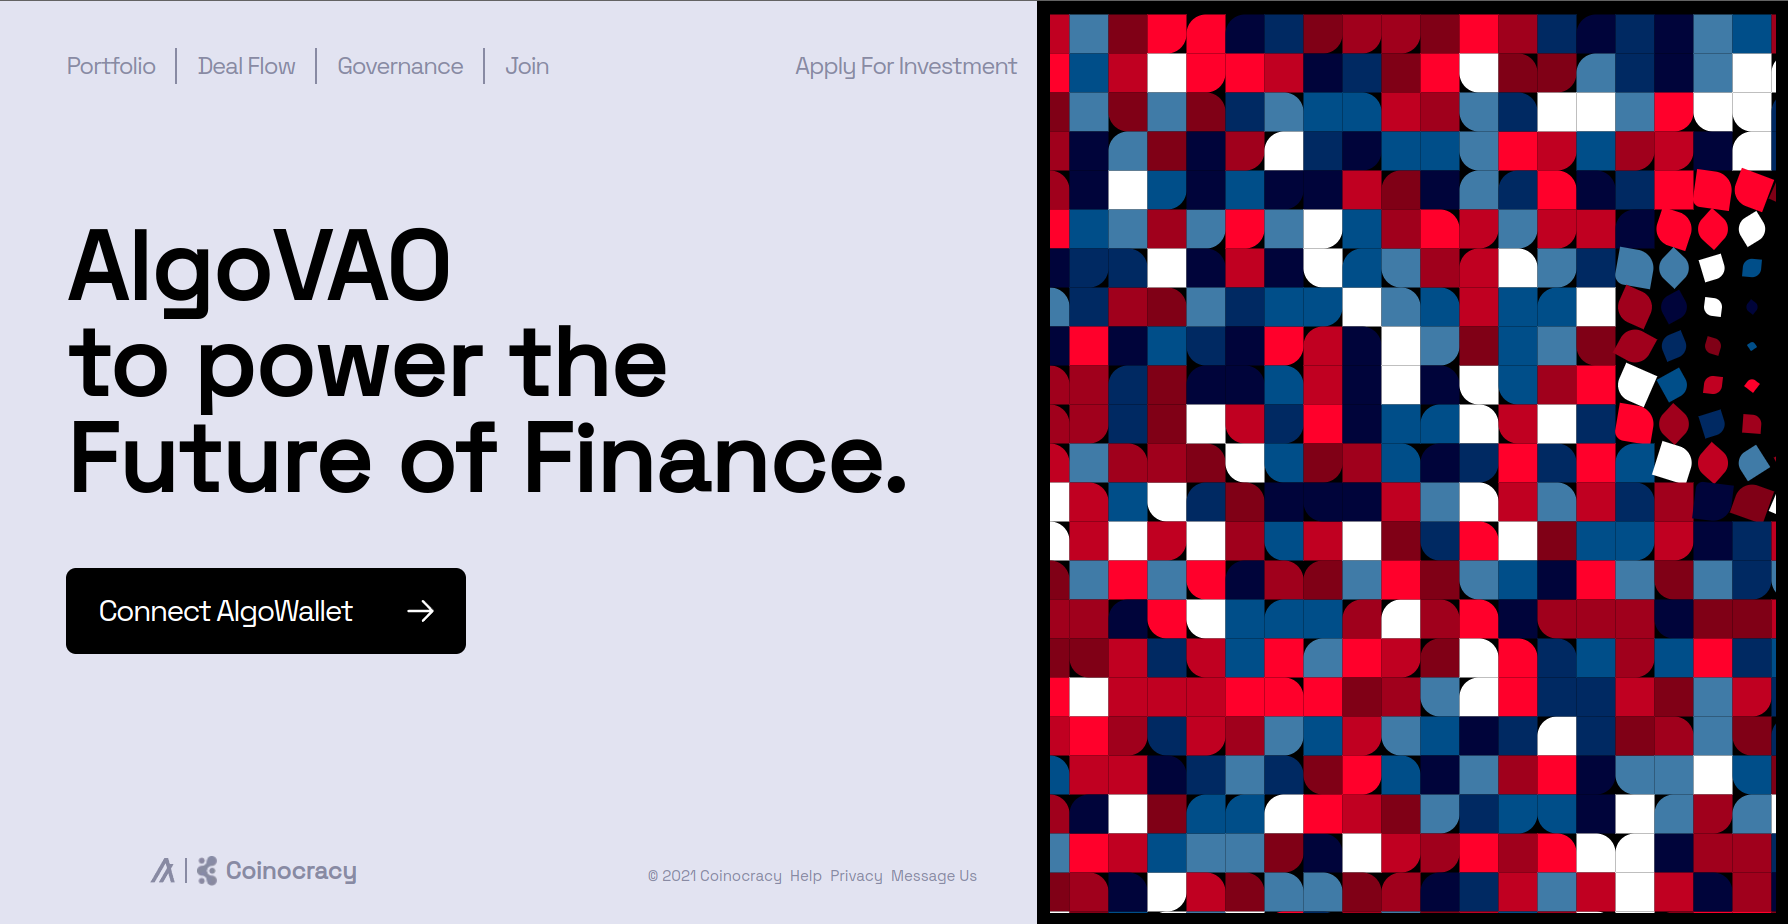 Portfolio Deal Flow Governance Join Apply For Investment
AlgoVAO
to power the
Future of Finance.
Connect AlgoWallet →
Coinocracy
© 2021 Coinocracy Help Privacy Message Us